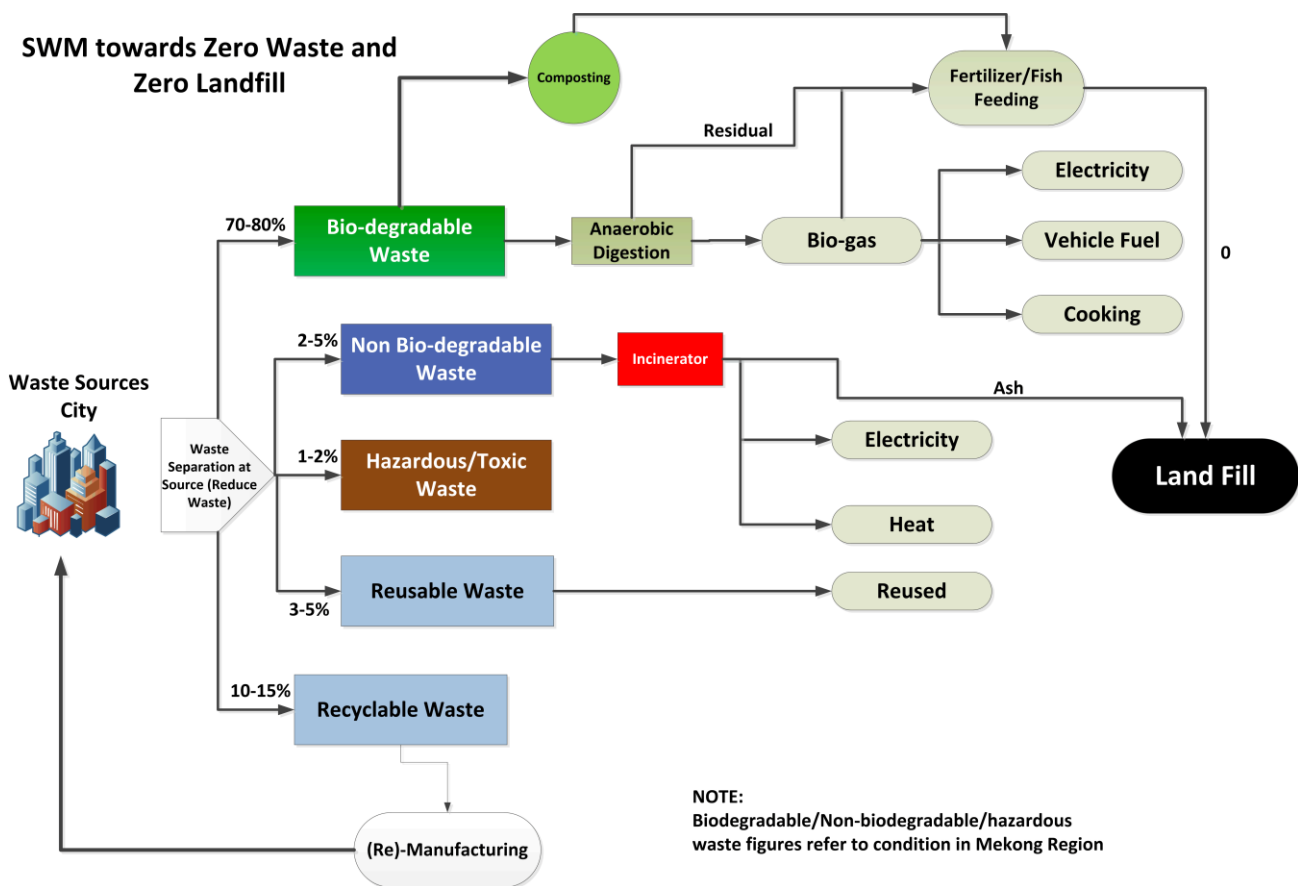 SWM towards Zero Waste and
Zero Landfill
Composting
Fertilizer/Fish
Feeding
Residual
Electricity
70-80%
Bio-degradable
Waste
Anaerobic
Digestion
Bio-gas
Vehicle Fuel
0
Cooking
2-5%
Non Bio-degradable
Waste
Incinerator
Waste Sources
City
Ash
Waste
Separation at
Source (Reduce
Waste)
1-2%
Hazardous/Toxic
Waste
Electricity
Land Fill
Heat
3-5%
Reusable Waste
Reused
10-15%
Recyclable Waste
(Re)-Manufacturing
NOTE:
Biodegradable/Non-biodegradable/hazardous
waste figures refer to condition in Mekong Region